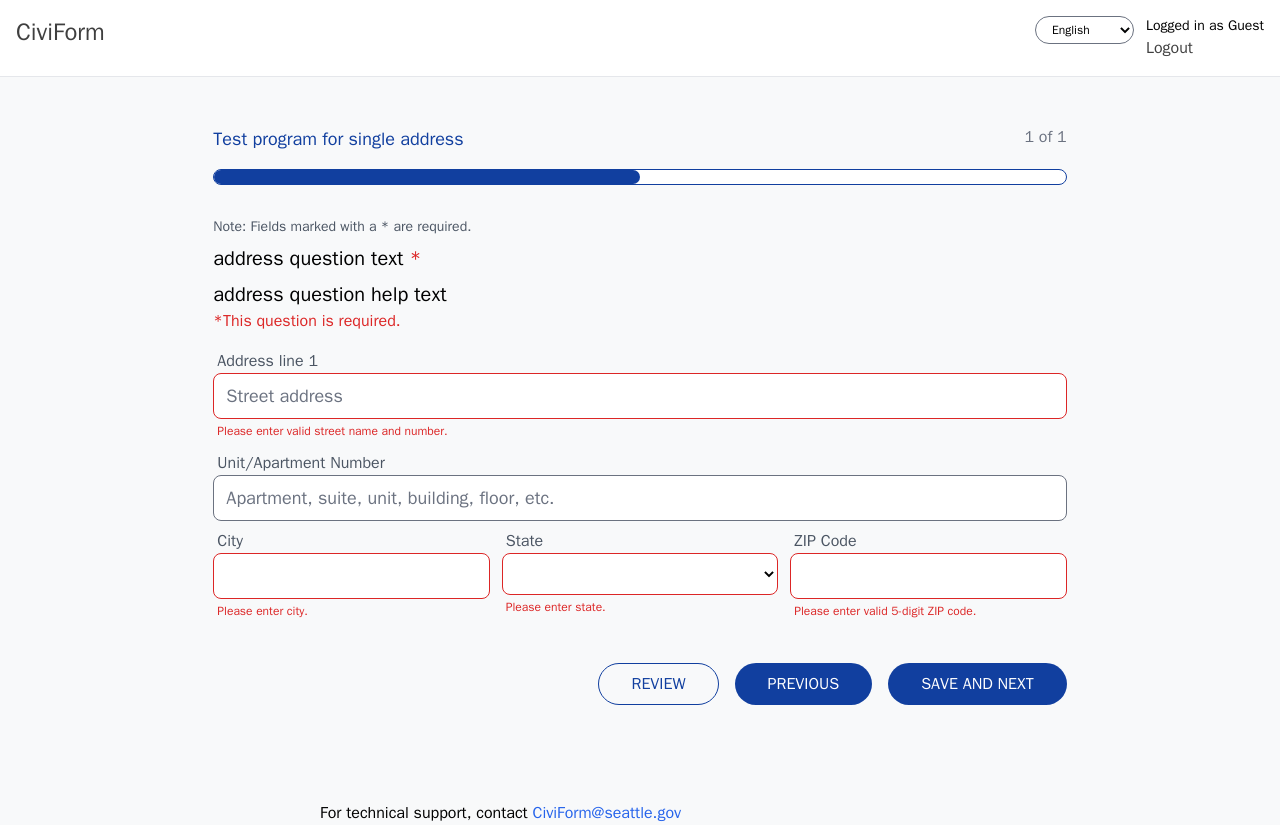 CiviForm
English
Logged in as Guest
Logout
Test program for single address
1 of 1
Note: Fields marked with a * are required.
address question text *
address question help text
*This question is required.
Address line 1
Street address
Please enter valid street name and number.
Unit/Apartment Number
Apartment, suite, unit, building, floor, etc.
City State ZIP Code
Please enter city. Please enter state. Please enter valid 5-digit ZIP code.
REVIEW PREVIOUS SAVE AND NEXT
For technical support, contact CiviForm@seattle.gov